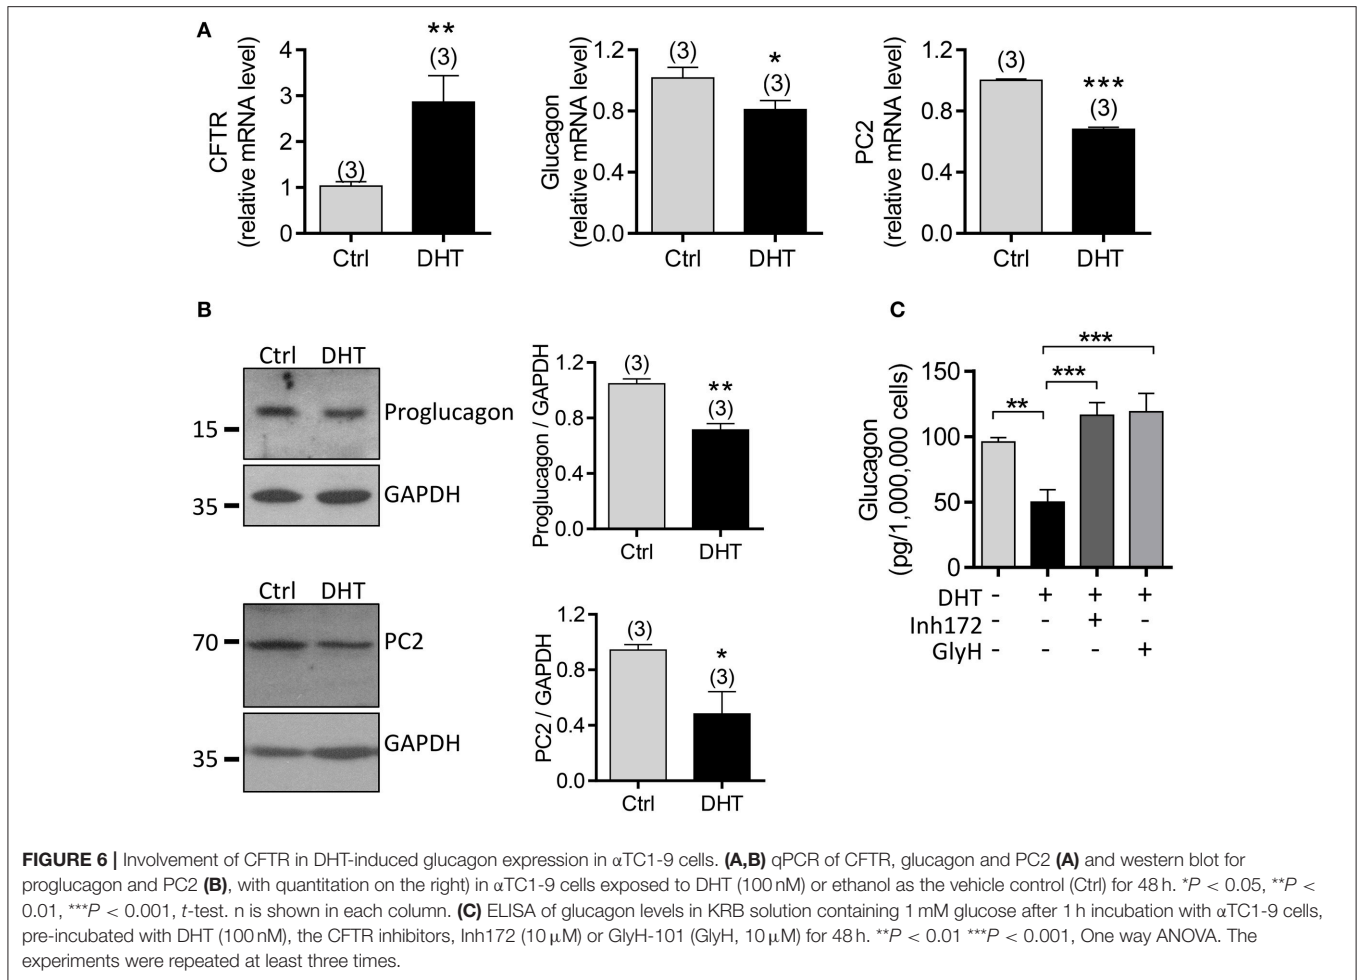 A
CFTR
(relative mRNA level)
4
3
2
1
0
**
(3)
(3)
Ctrl
DHT
Glucagon
(relative mRNA level)
1.2
0.8
0.4
0.0
(3)
*
(3)
Ctrl
DHT
PC2
(relative mRNA level)
1.2
0.8
0.4
0.0
(3)
***
(3)
Ctrl
DHT
B
Ctrl DHT
Proglucagon
15
GAPDH
35
Proglucagon / GAPDH
1.2
0.8
0.4
0.0
(3)
**
(3)
Ctrl
DHT
Ctrl DHT
70
PC2
GAPDH
35
PC2 / GAPDH
1.2
0.8
0.4
0.0
(3)
*
(3)
Ctrl
DHT
C
Glucagon
(pg/1,000,000 cells)
150
100
50
0
***
***
**
DHT - + + +
Inh172 - - + -
GlyH - - - +
FIGURE 6 | Involvement of CFTR in DHT-induced glucagon expression in αTC1-9 cells. (A,B) qPCR of CFTR, glucagon and PC2 (A) and western blot for
proglucagon and PC2 (B), with quantitation on the right) in αTC1-9 cells exposed to DHT (100 nM) or ethanol as the vehicle control (Ctrl) for 48 h. *P < 0.05, **P <
0.01, ***P < 0.001, t-test. n is shown in each column. (C) ELISA of glucagon levels in KRB solution containing 1 mM glucose after 1 h incubation with αTC1-9 cells,
pre-incubated with DHT (100 nM), the CFTR inhibitors, Inh172 (10 μM) or GlyH-101 (GlyH, 10 μM) for 48 h. **P < 0.01 ***P < 0.001, One way ANOVA. The
experiments were repeated at least three times.